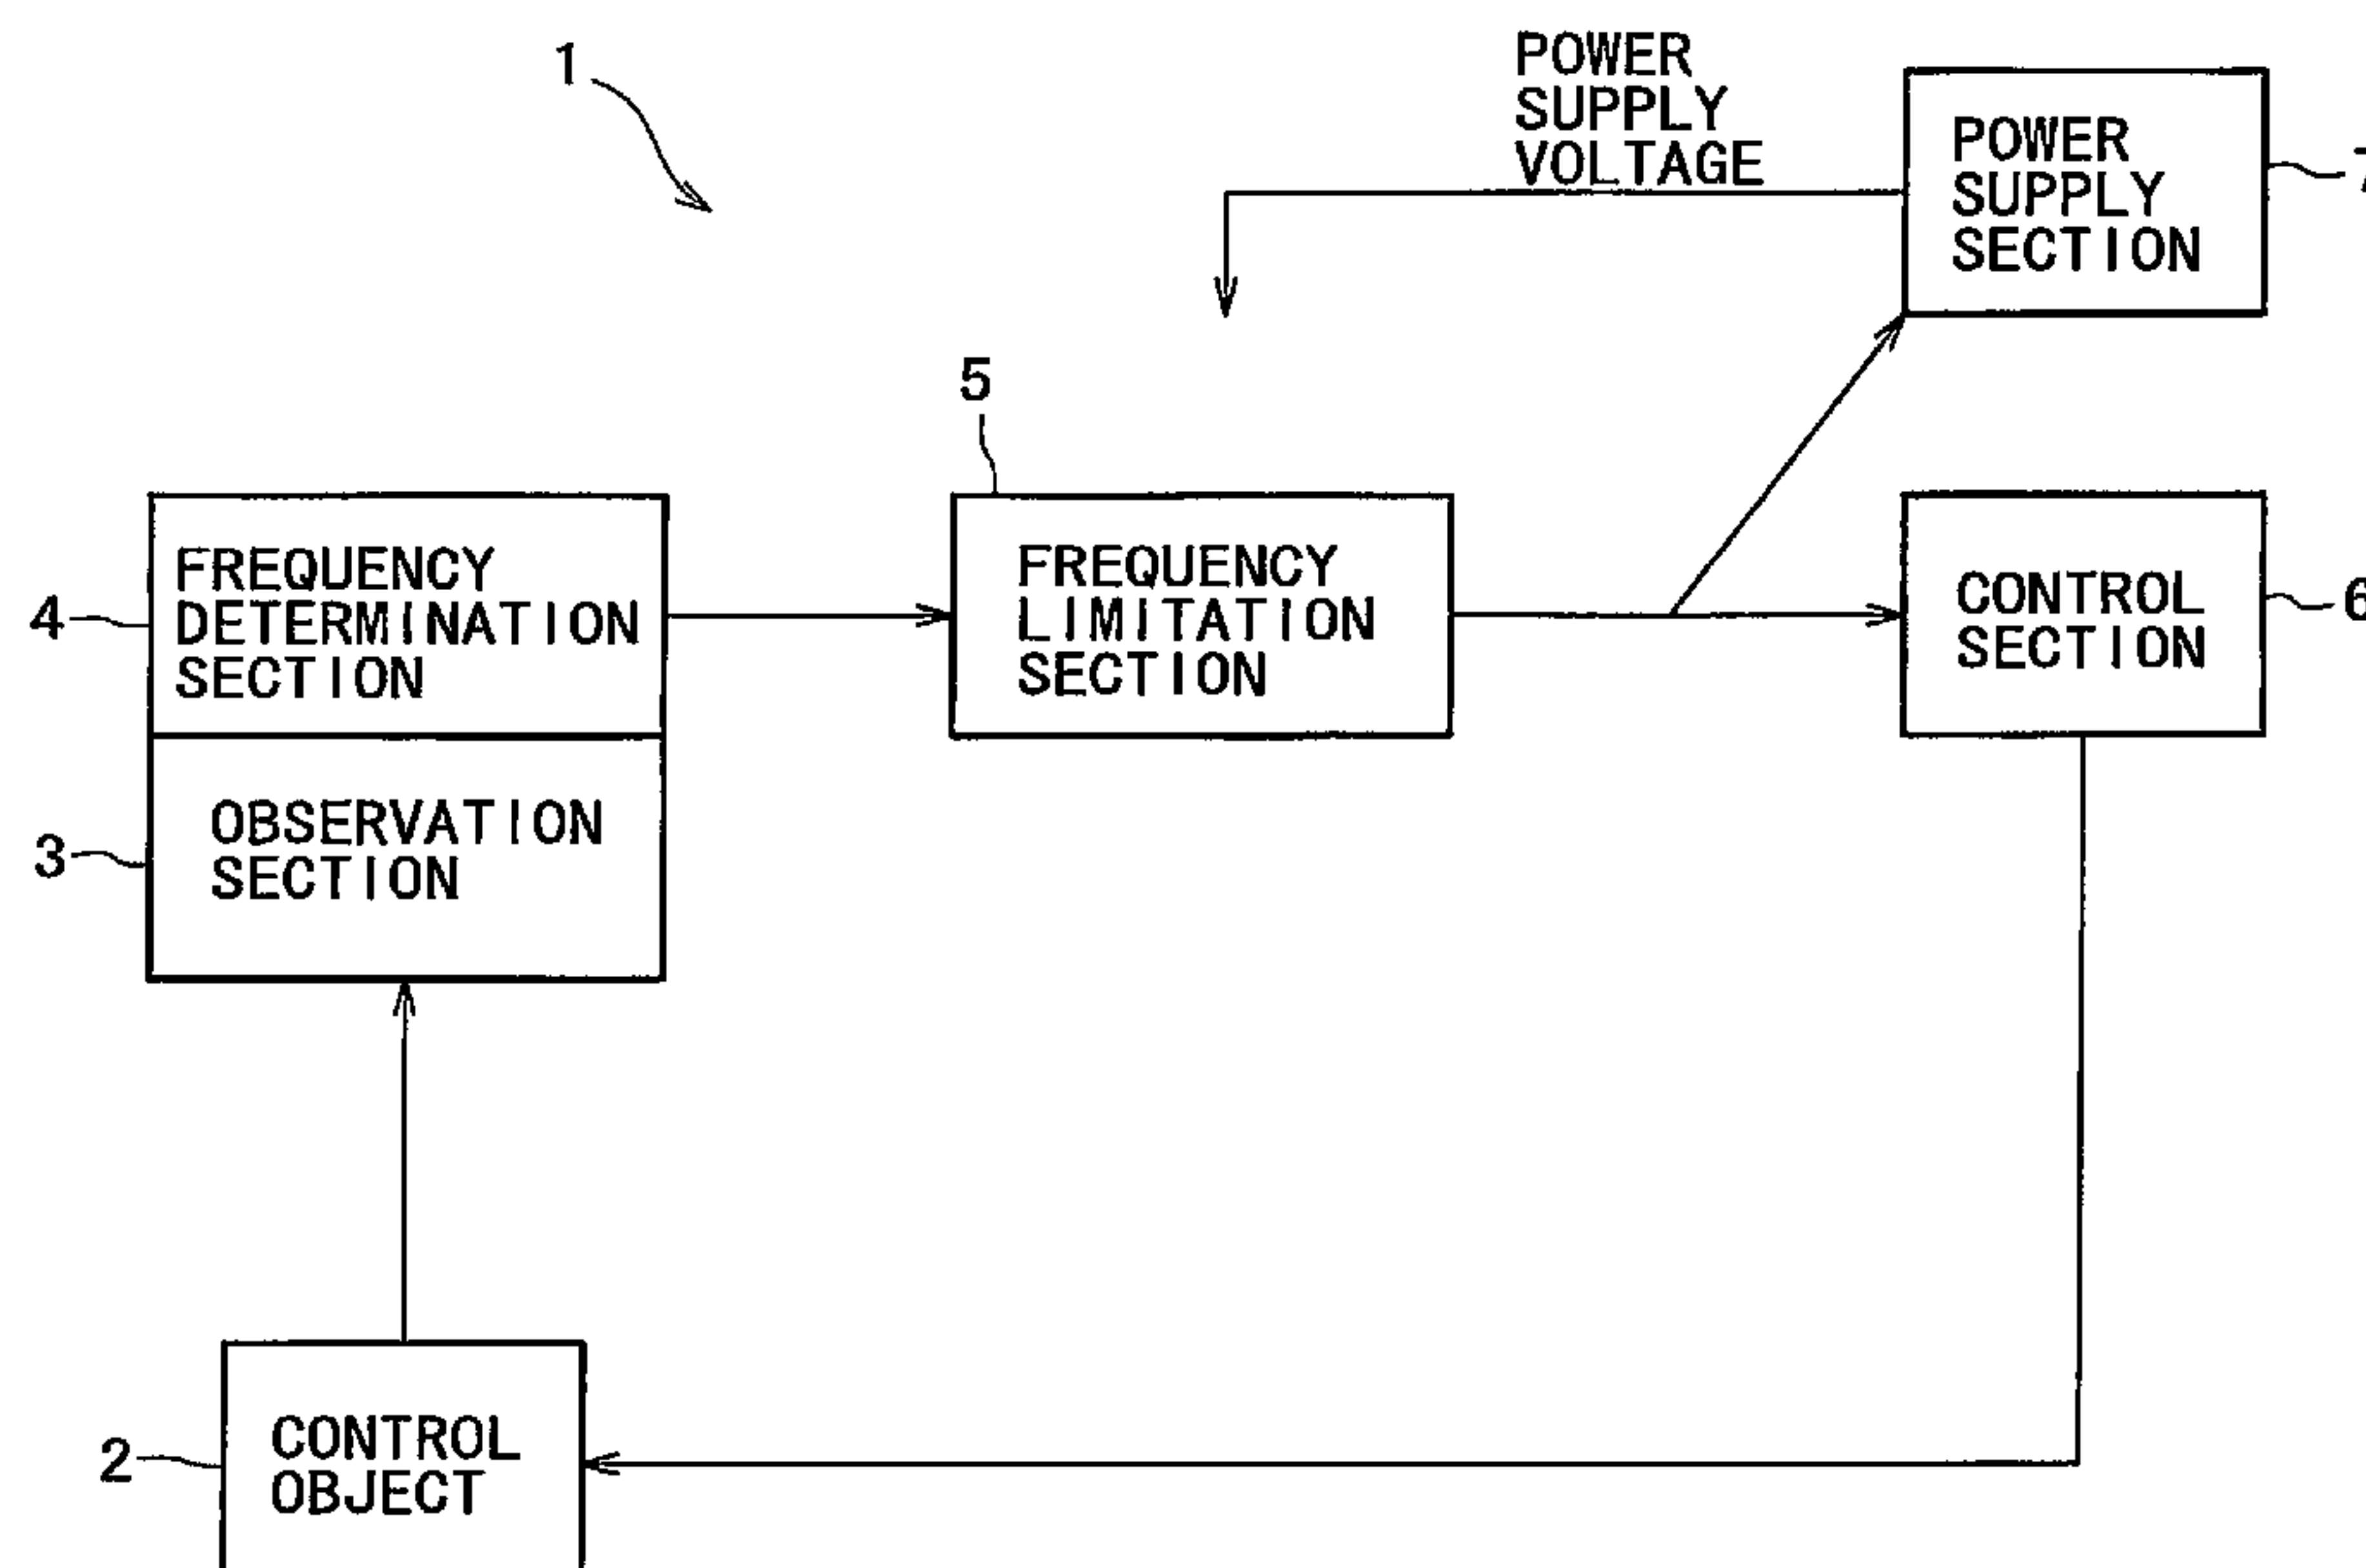 1
POWER
SUPPLY
VOLTAGE
POWER
SUPPLY
SECTION
5
4
FREQUENCY
DETERMINATION
SECTION
FREQUENCY
LIMITATION
SECTION
CONTROL
SECTION
6
3
OBSERVATION
SECTION
2
CONTROL
OBJECT